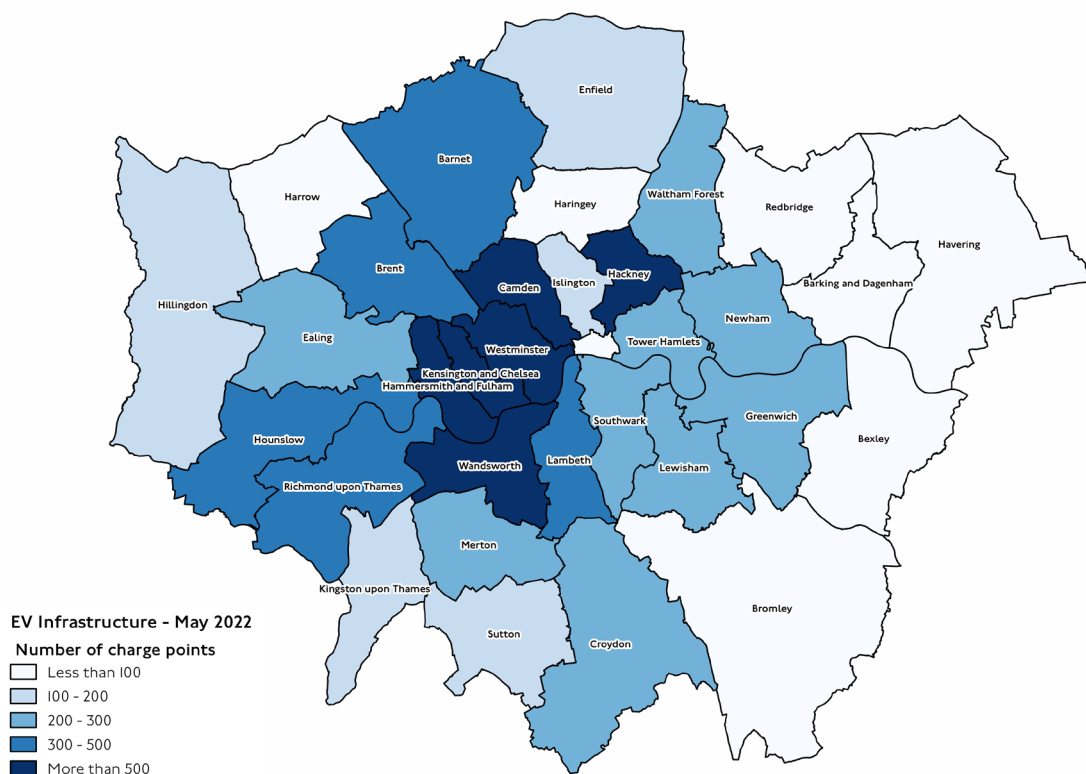 Enfield
Barnet
Waltham Forest
Harrow
Haringey
Redbridge
Havering
Brent
Hackney
Islington
Camden
Barking and Dagenham
Hillingdon
Newham
Ealing
Tower Hamlets
Westminster
Kensington and Chelsea
Hammersmith and Fulham
Greenwich
Southwark
Hounslow
Bexley
Lambeth
Wandsworth
Lewisham
Richmond upon Thames
Merton
Kingston upon Thames
Bromley
Sutton
Croydon
EV Infrastructure - May 2022
Number of charge points
Less than 100
100 - 200
200 - 300
300 - 500
More than 500